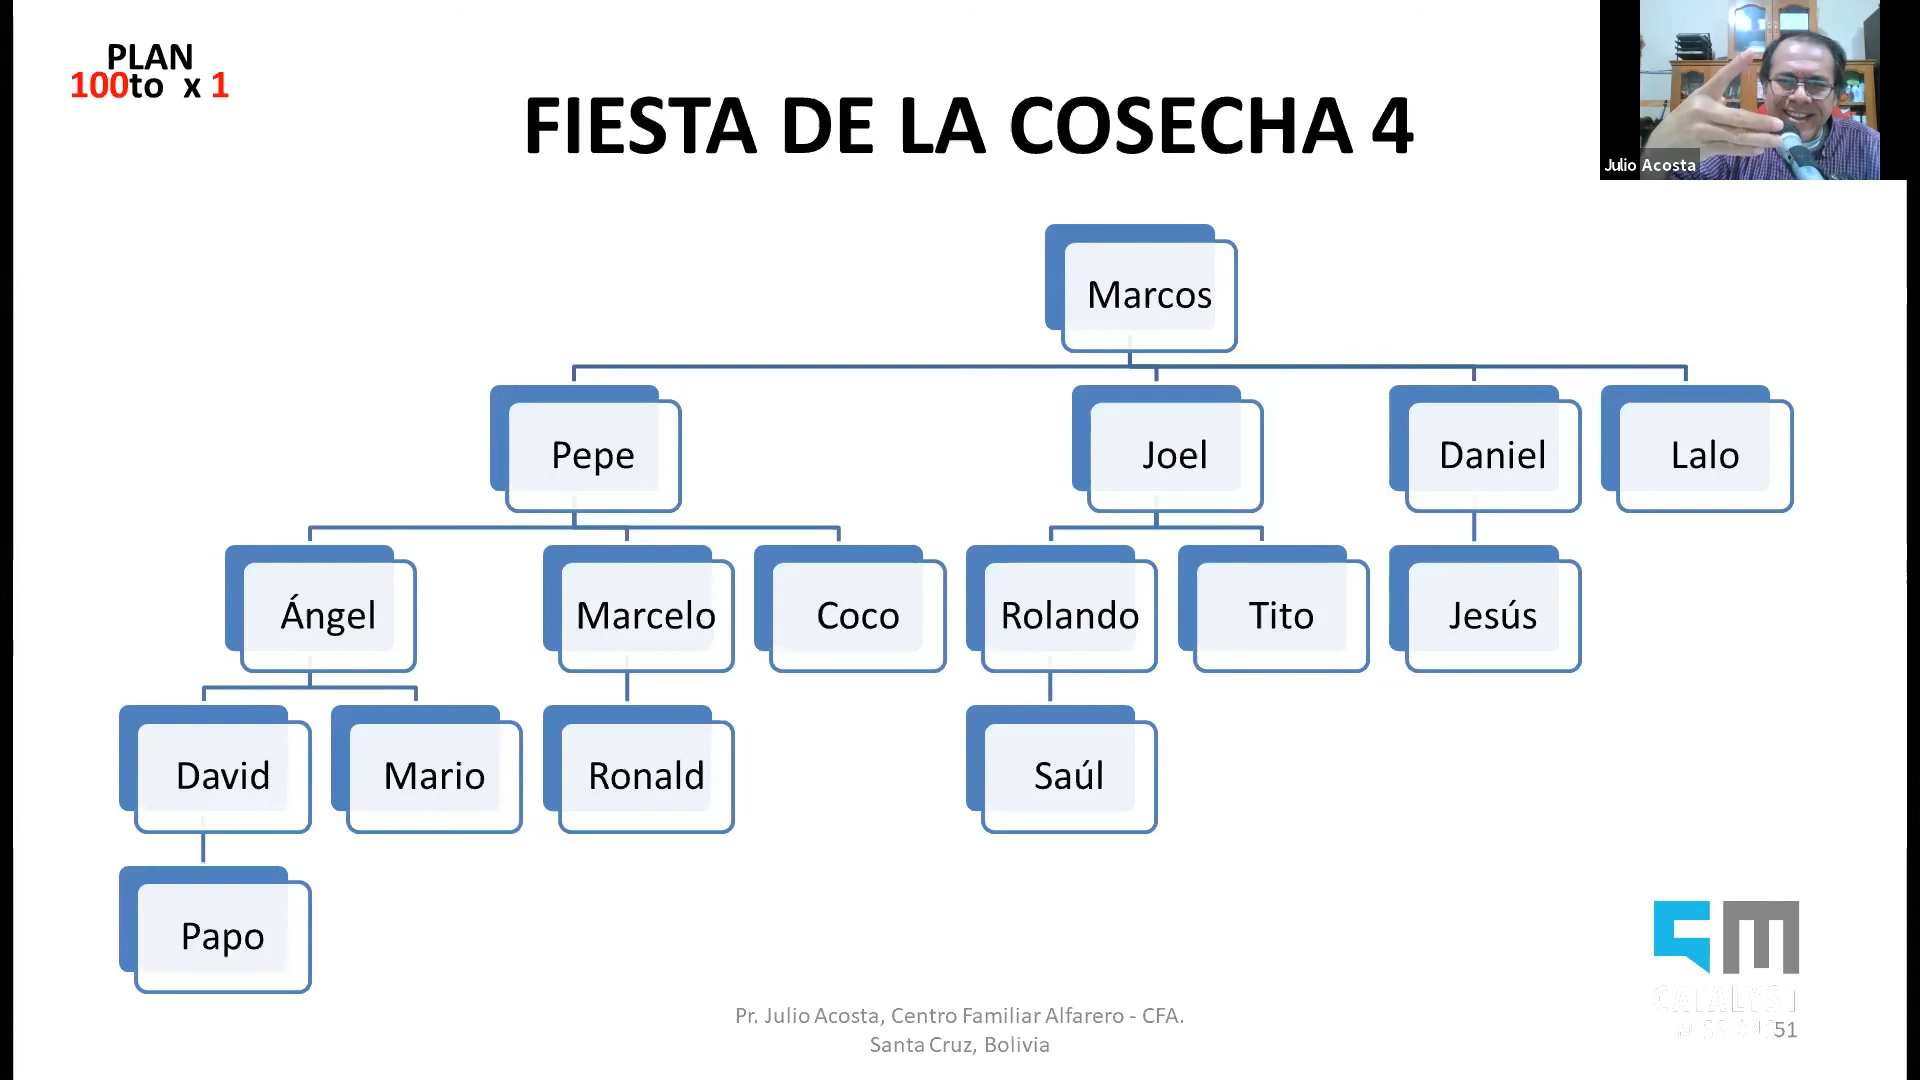 PLAN
100to x 1
FIESTA DE LA COSECHA 4
Julio Acosta
Marcos
Pepe
Joel
Daniel
Lalo
Ángel
Marcelo
Coco
Rolando
Tito
Jesús
David
Mario
Ronald
Saúl
Papo
Pr. Julio Acosta, Centro Familiar Alfarero - CFA.
Santa Cruz, Bolivia
CATALYST
51